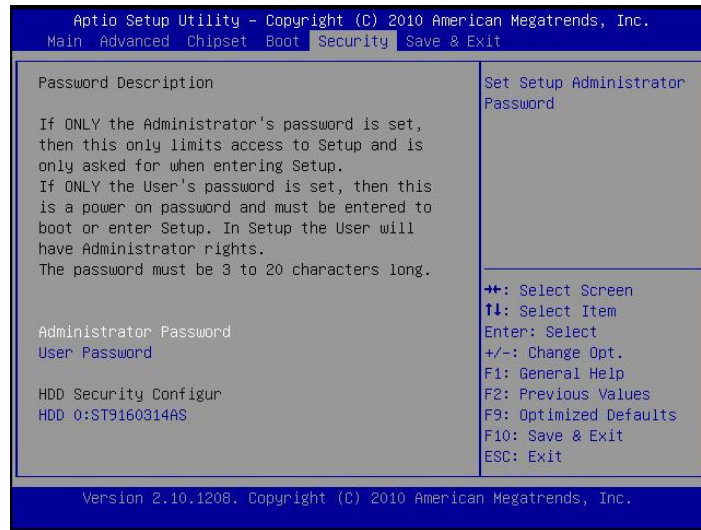 Aptio Setup Utility – Copyright (C) 2010 American Megatrends, Inc.
Main Advanced Chipset Boot Security Save & Exit
Password Description
If ONLY the Administrator's password is set,
then this only limits access to Setup and is
only asked for when entering Setup.
If ONLY the User's password is set, then this
is a power on password and must be entered to
boot or enter Setup. In Setup the User will
have Administrator rights.
The password must be 3 to 20 characters long.
Administrator Password
User Password
HDD Security Configur
HDD 0:ST9160314AS
Set Setup Administrator
Password
→←: Select Screen
↑↓: Select Item
Enter: Select
+/-: Change Opt.
F1: General Help
F2: Previous Values
F9: Optimized Defaults
F10: Save & Exit
ESC: Exit
Version 2.10.1208. Copyright (C) 2010 American Megatrends, Inc.